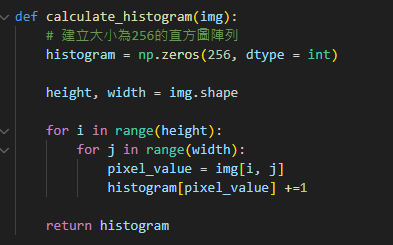 def calculate_histogram(img):
    # 建立大小為256的直方圖陣列
    histogram = np.zeros(256, dtype = int)

    height, width = img.shape

    for i in range(height):
        for j in range(width):
            pixel_value = img[i, j]
            histogram[pixel_value] +=1

    return histogram